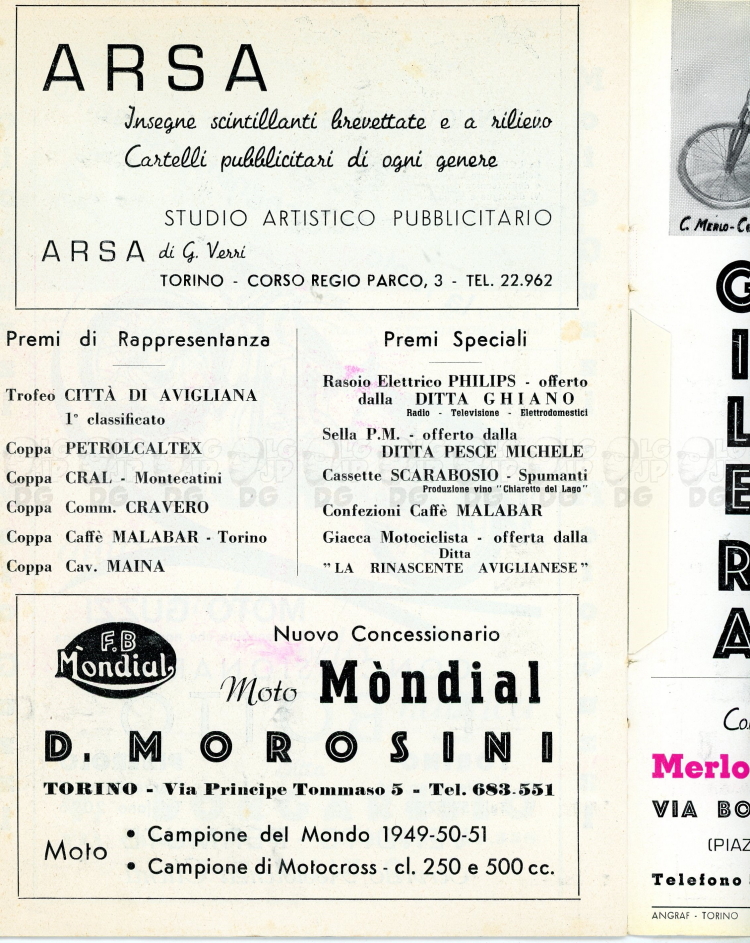 ARSA
Insegne scintillanti brevettate e a rilievo
Cartelli pubblicitari di ogni genere
STUDIO ARTISTICO PUBBLICITARIO
ARSA di G. Verri
TORINO - CORSO REGIO PARCO, 3 - TEL. 22.962
Premi di Rappresentanza
Trofeo CITTÀ DI AVIGLIANA
1° classificato
Coppa PETROLCALTEX
Coppa CRAL - Montecatini
Coppa Comm. CRAVERO
Coppa Caffè MALABAR - Torino
Coppa Cav. MAINA
Premi Speciali
Rasoio Elettrico PHILIPS - offerto
dalla DITTA GHIANO
Radio - Televisione - Elettrodomestici
Sella P.M. - offerto dalla
DITTA PESCE MICHELE
Cassette SCARABOSIO - Spumanti
Produzione vino "Chiaretto del Lago"
Confezioni Caffè MALABAR
Giacca Motociclista - offerta dalla
Ditta
"LA RINASCENTE AVIGLIANESE"
F.B
Mondial
Nuovo Concessionario
Moto Mòndial
D. MOROSINI
TORINO - Via Principe Tommaso 5 - Tel. 683.551
Moto
• Campione del Mondo 1949-50-51
• Campione di Motocross - cl. 250 e 500 cc.
C. MERLO-
GILERA
Merlo
VIA BO
(PIAZ
Telefono
ANGRAF - TORINO
LG JP DG